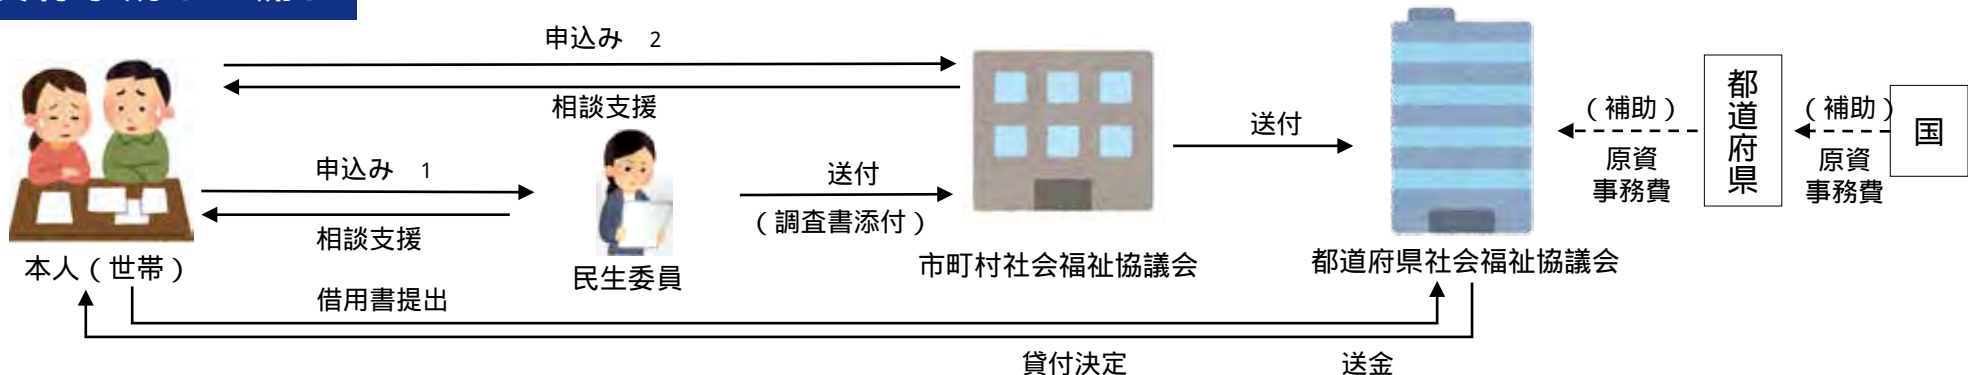 申込み 2
相談支援
申込み 1
相談支援
本人（世帯）
民生委員
送付
（調査書添付）
市町村社会福祉協議会
送付
都道府県社会福祉協議会
（補助）
原資
事務費
都道府県
（補助）
原資
事務費
国
借用書提出
貸付決定 送金